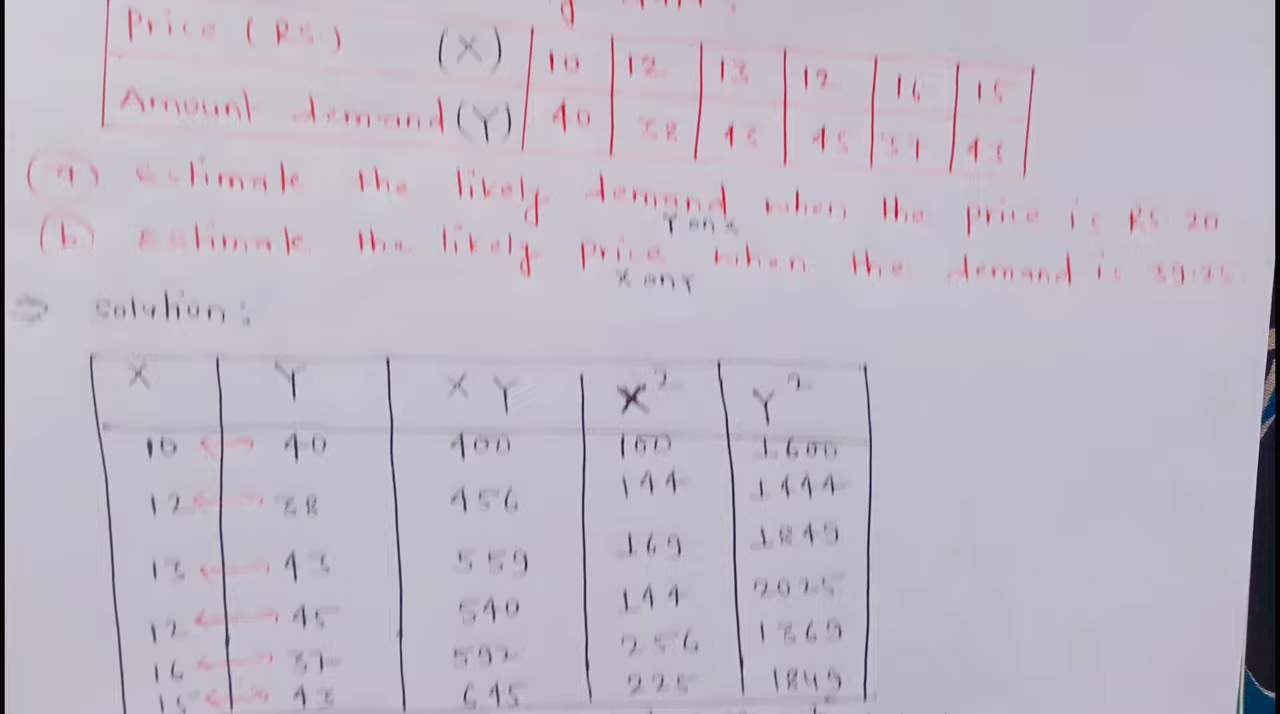 Price (RS.) (X) 10 12 13 12 16 15
Amount demand (Y) 40 38 43 45 37 43
(a) estimate the likely demand when the price is RS 20
Y on X
(b) estimate the likely price when the demand is 39.25.
X on Y
⇒ solution:
X Y XY X² Y²
10 40 400 100 1600
12 38 456 144 1444
13 43 559 169 1849
12 45 540 144 2025
16 37 592 256 1369
15 43 645 225 1849